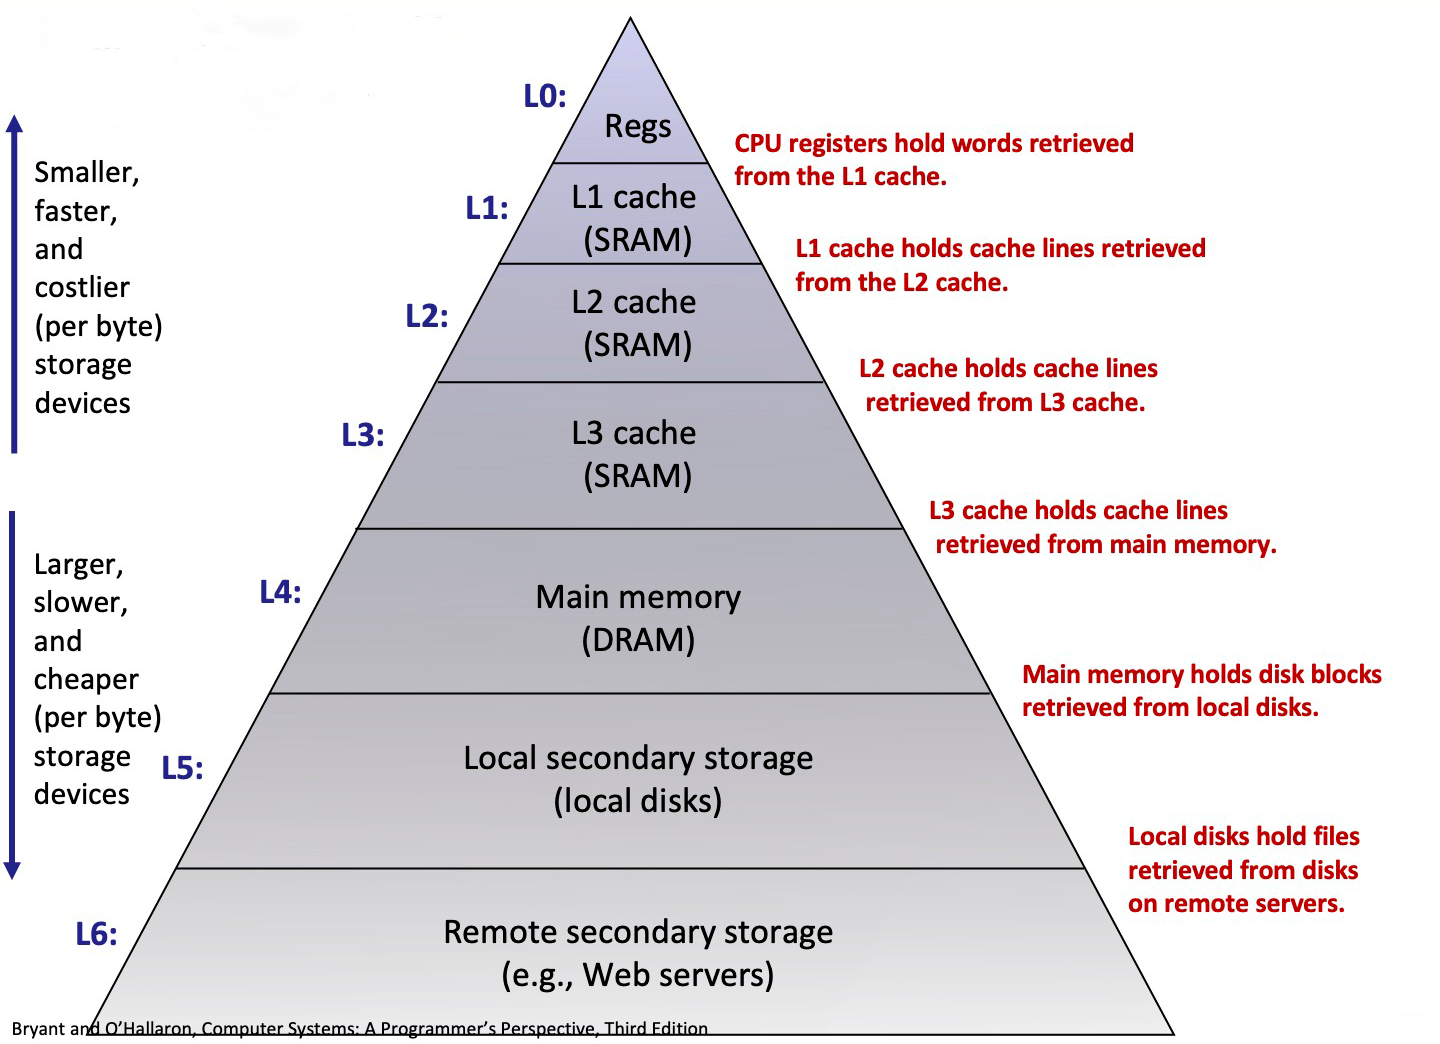 L0:
Regs
CPU registers hold words retrieved
from the L1 cache.
Smaller,
faster,
and
costlier
(per byte)
storage
devices
L1:
L1 cache
(SRAM)
L1 cache holds cache lines retrieved
from the L2 cache.
L2:
L2 cache
(SRAM)
L2 cache holds cache lines
retrieved from L3 cache.
L3:
L3 cache
(SRAM)
L3 cache holds cache lines
retrieved from main memory.
Larger,
slower,
and
cheaper
(per byte)
storage
devices
L4:
Main memory
(DRAM)
Main memory holds disk blocks
retrieved from local disks.
L5:
Local secondary storage
(local disks)
Local disks hold files
retrieved from disks
on remote servers.
L6:
Remote secondary storage
(e.g., Web servers)
Bryant and O’Hallaron, Computer Systems: A Programmer’s Perspective, Third Edition